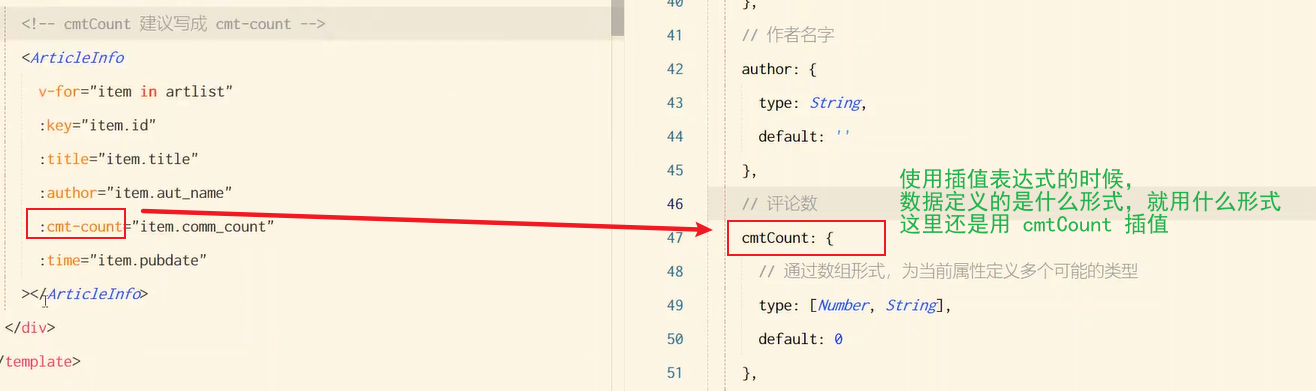 <!-- cmtCount 建议写成 cmt-count -->
<ArticleInfo
v-for="item in artlist"
:key="item.id"
:title="item.title"
:author="item.aut_name"
:cmt-count="item.comm_count"
:time="item.pubdate"
></ArticleInfo>
</div>
/template>
40 },
41 // 作者名字
42 author: {
43 type: String,
44 default: ''
45 },
46 // 评论数
47 cmtCount: {
48 // 通过数组形式，为当前属性定义多个可能的类型
49 type: [Number, String],
50 default: 0
51 },
使用插值表达式的时候，
数据定义的是什么形式，就用什么形式
这里还是用 cmtCount 插值